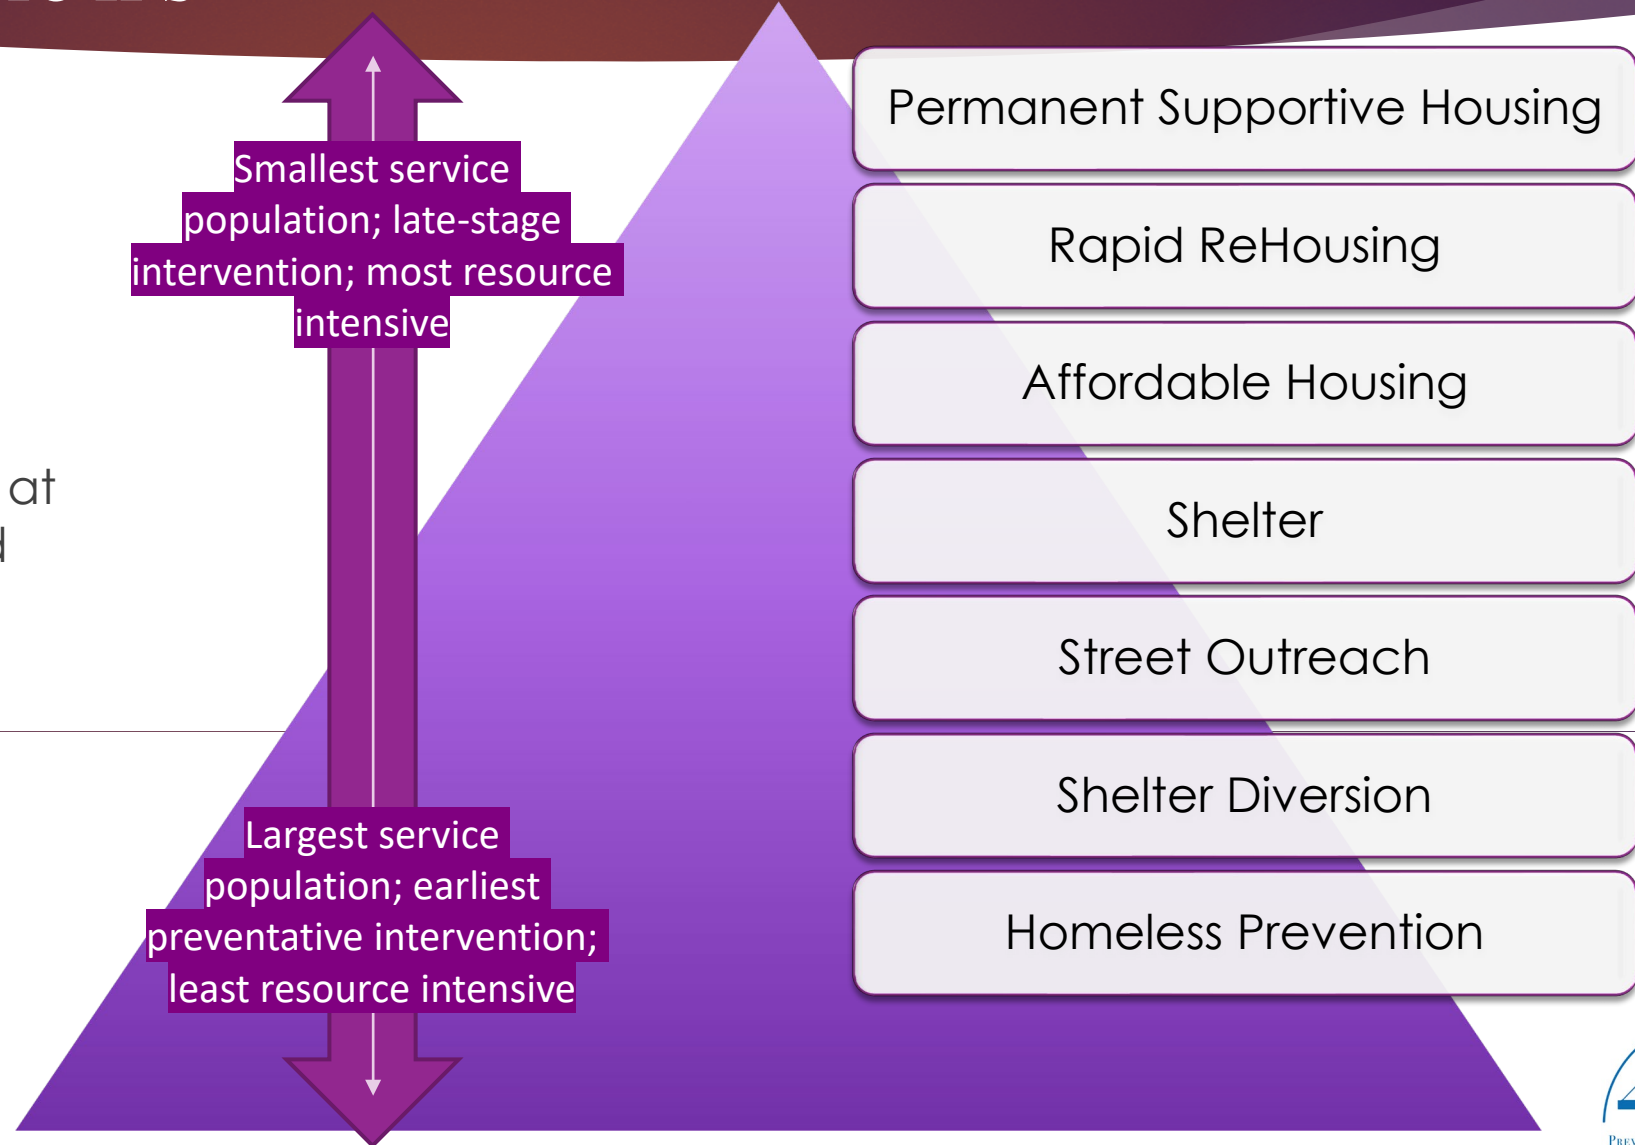 Permanent Supportive Housing
Smallest service
population; late-stage
intervention; most resource
intensive
Rapid ReHousing
Affordable Housing
at
Shelter
Street Outreach
Shelter Diversion
Largest service
population; earliest
preventative intervention;
least resource intensive
Homeless Prevention